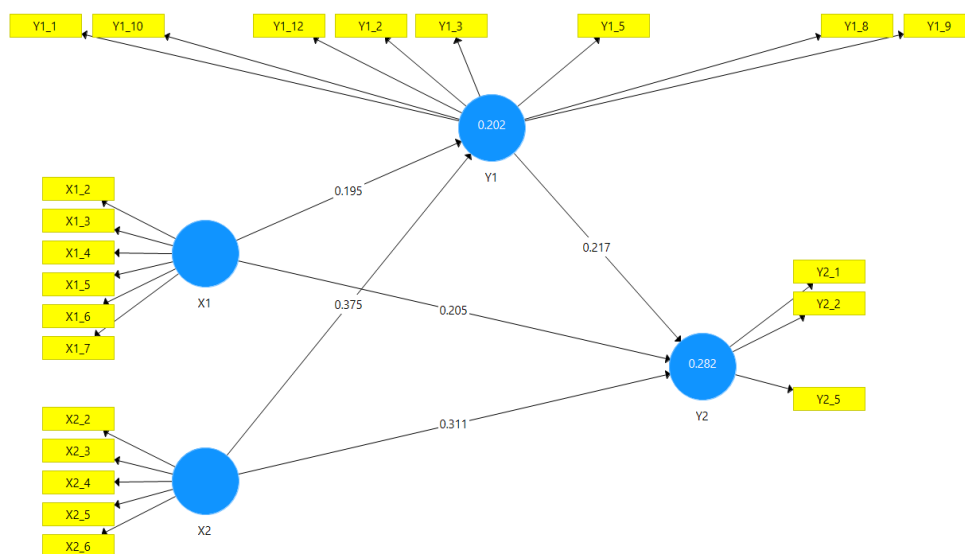 Y1_1
Y1_10
Y1_12
Y1_2
Y1_3
Y1_5
Y1_8
Y1_9
0.202
Y1
X1_2
X1_3
X1_4
X1_5
X1_6
X1_7
X1
0.195
0.375
0.205
0.217
0.311
Y2_1
Y2_2
Y2_5
0.282
Y2
X2_2
X2_3
X2_4
X2_5
X2_6
X2